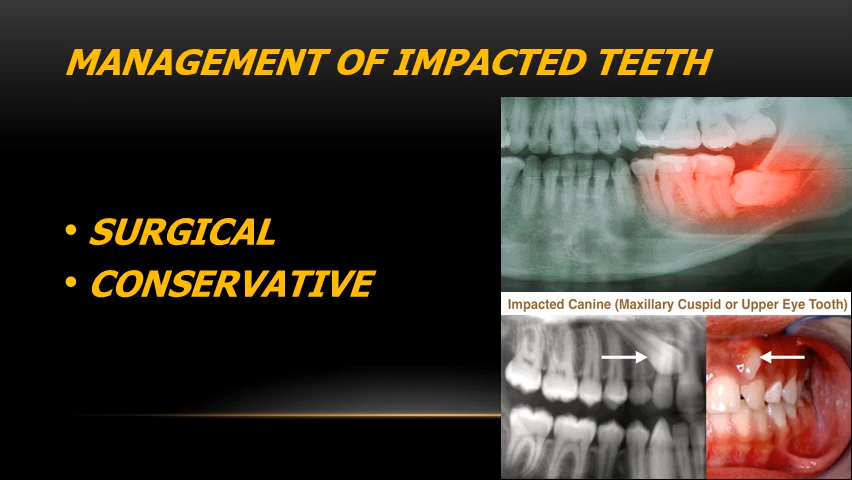 MANAGEMENT OF IMPACTED TEETH
• SURGICAL
• CONSERVATIVE
Impacted Canine (Maxillary Cuspid or Upper Eye Tooth)